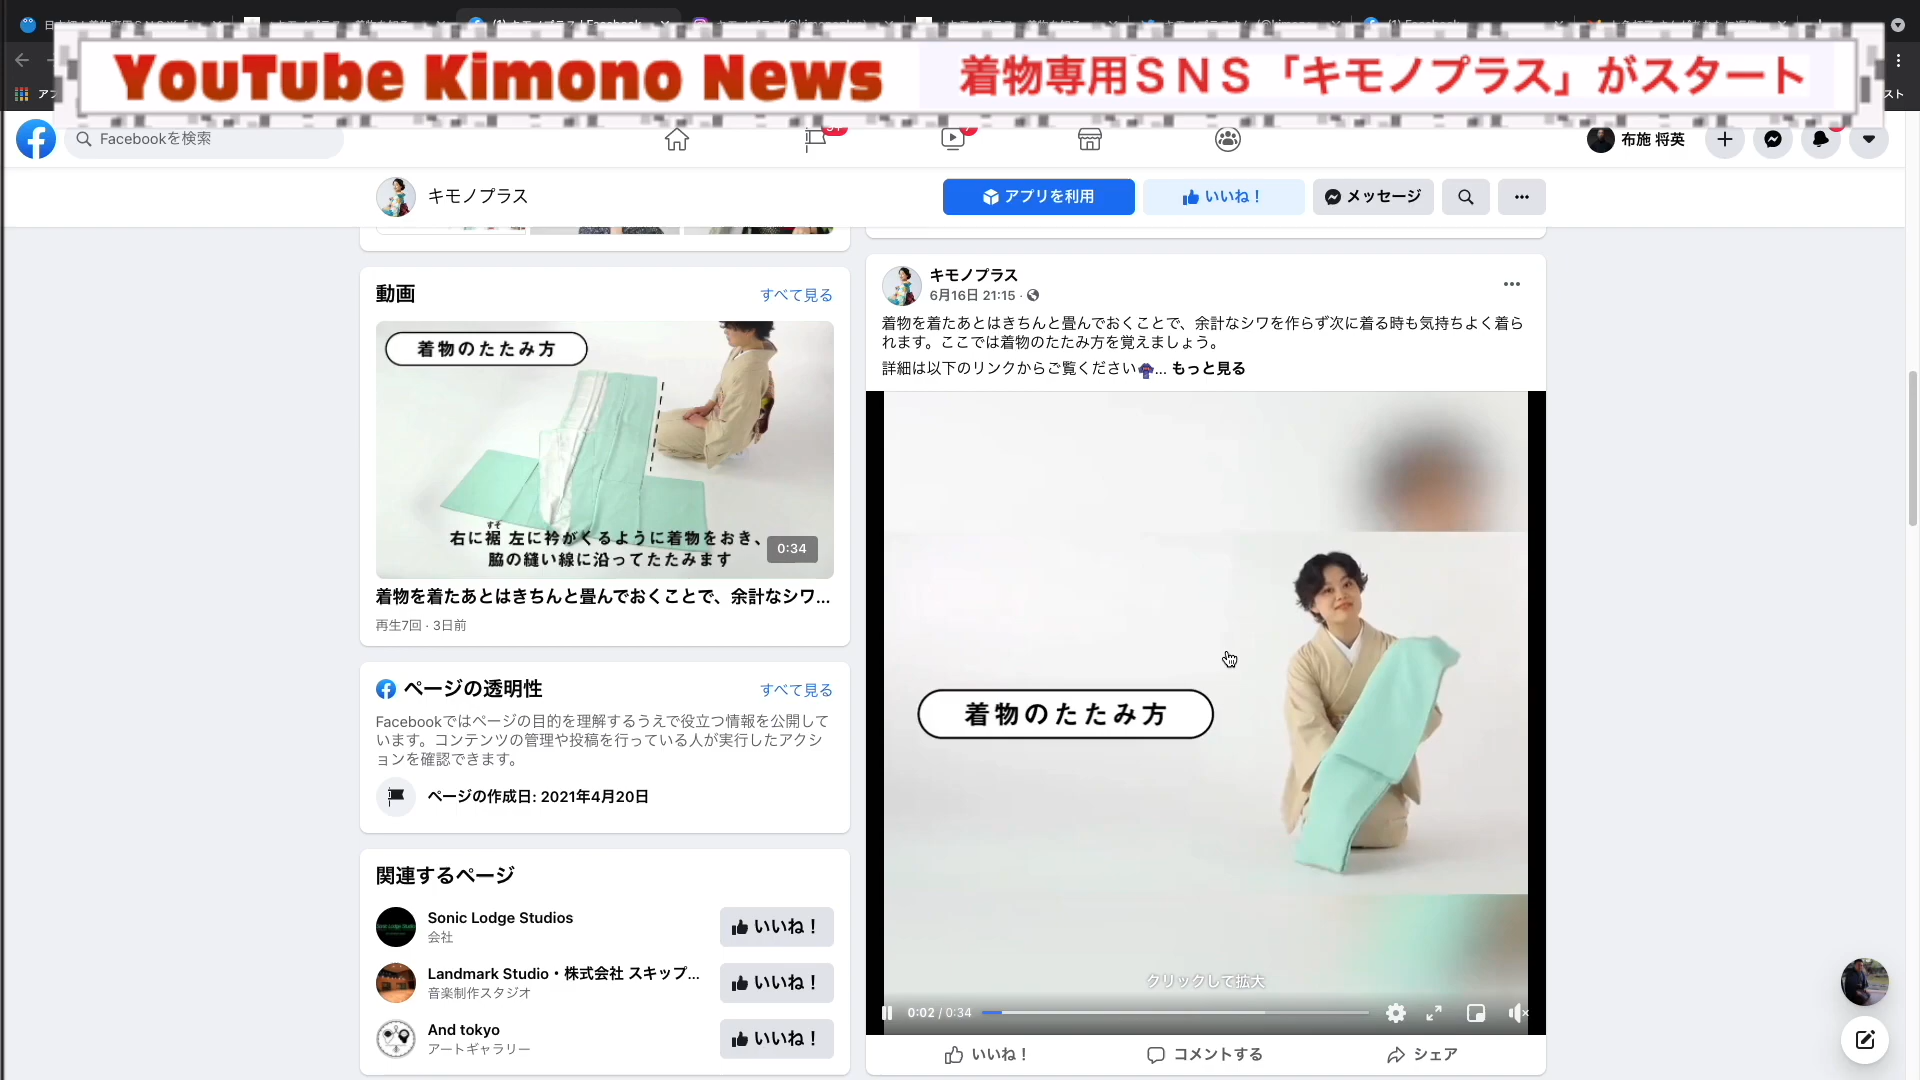 YouTube Kimono News
着物専用ＳＮＳ「キモノプラス」がスタート
Facebookを検索
布施 将英
キモノプラス
アプリを利用
いいね！
メッセージ
動画
すべて見る
着物のたたみ方
すそ
右に裾 左に衿がくるように着物をおき、
脇の縫い線に沿ってたたみます
0:34
着物を着たあとはきちんと畳んでおくことで、余計なシワ...
再生7回 · 3日前
ページの透明性
すべて見る
Facebookではページの目的を理解するうえで役立つ情報を公開して
います。コンテンツの管理や投稿を行っている人が実行したアクシ
ョンを確認できます。
ページの作成日: 2021年4月20日
関連するページ
Sonic Lodge Studios
会社
いいね！
Landmark Studio・株式会社 スキップ...
音楽制作スタジオ
いいね！
And tokyo
アートギャラリー
いいね！
キモノプラス
6月16日 21:15 ·
着物を着たあとはきちんと畳んでおくことで、余計なシワを作らず次に着る時も気持ちよく着ら
れます。ここでは着物のたたみ方を覚えましょう。
詳細は以下のリンクからご覧ください👘... もっと見る
着物のたたみ方
クリックして拡大
0:02 / 0:34
いいね！
コメントする
シェア